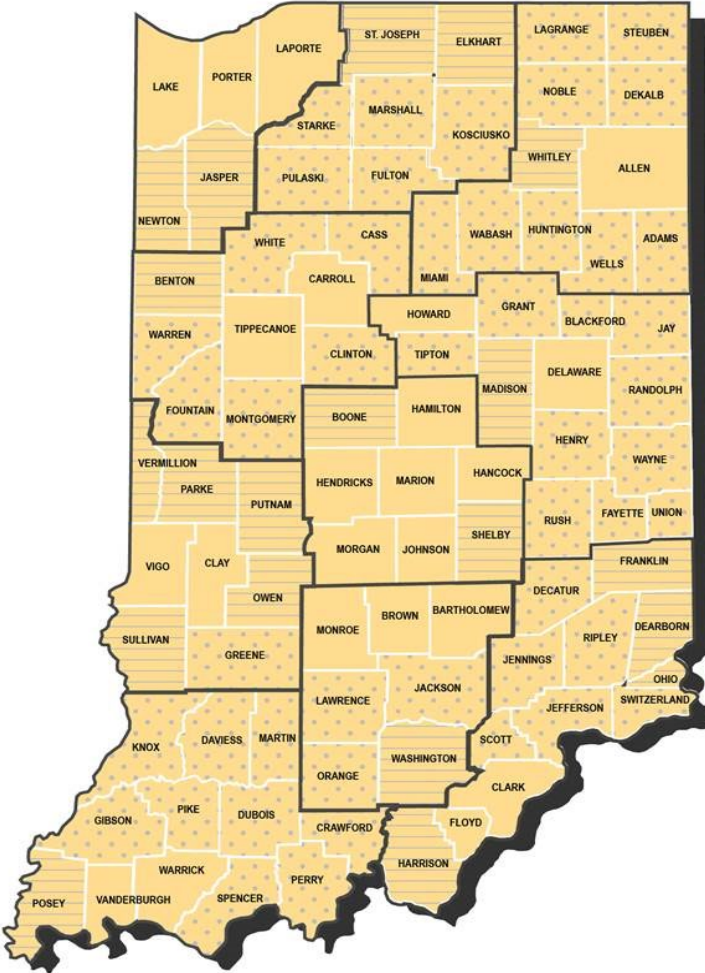 ST. JOSEPH
ELKHART
LAGRANGE
STEUBEN
LAPORTE
PORTER
LAKE
NOBLE
DEKALB
MARSHALL
STARKE
KOSCIUSKO
WHITLEY
ALLEN
JASPER
PULASKI
FULTON
NEWTON
WHITE
CASS
WABASH
HUNTINGTON
ADAMS
WELLS
MIAMI
BENTON
CARROLL
GRANT
HOWARD
BLACKFORD
JAY
TIPPECANOE
WARREN
CLINTON
TIPTON
DELAWARE
MADISON
RANDOLPH
FOUNTAIN
MONTGOMERY
BOONE
HAMILTON
HENRY
WAYNE
VERMILLION
PARKE
PUTNAM
HENDRICKS
MARION
HANCOCK
RUSH
FAYETTE
UNION
SHELBY
MORGAN
JOHNSON
VIGO
CLAY
FRANKLIN
OWEN
DECATUR
SULLIVAN
MONROE
BROWN
BARTHOLOMEW
DEARBORN
RIPLEY
GREENE
JENNINGS
OHIO
JACKSON
LAWRENCE
SWITZERLAND
JEFFERSON
KNOX
DAVIESS
MARTIN
SCOTT
WASHINGTON
ORANGE
CLARK
PIKE
DUBOIS
GIBSON
CRAWFORD
FLOYD
HARRISON
WARRICK
PERRY
SPENCER
POSEY
VANDERBURGH